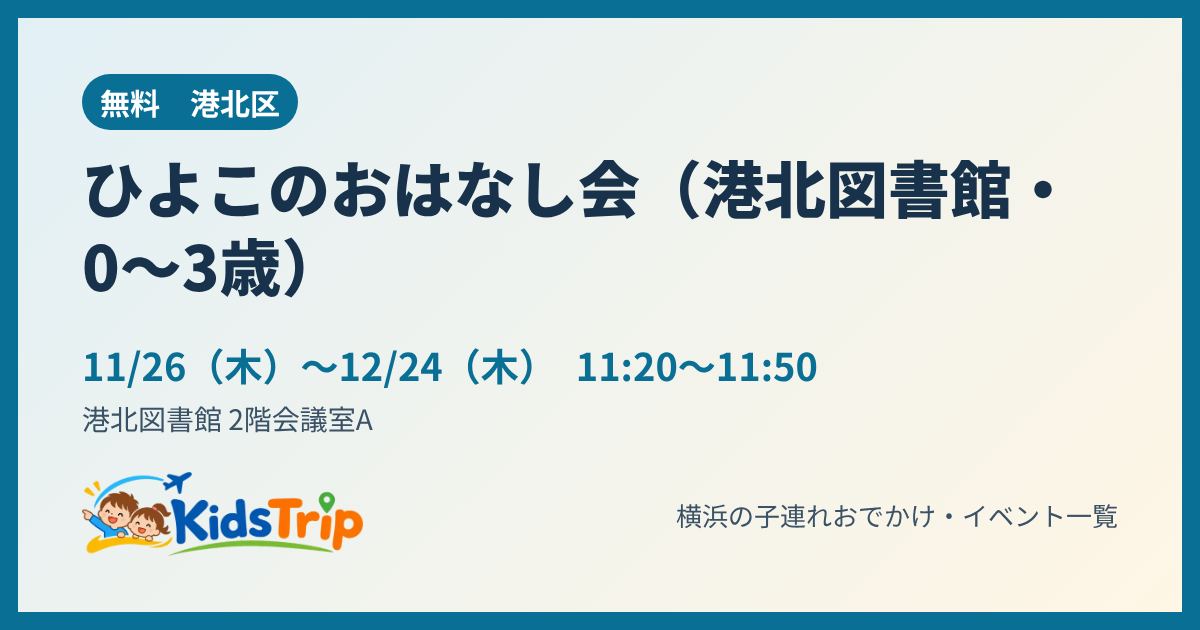 無料　港北区
ひよこのおはなし会（港北図書館・
0〜3歳）
11/26（木）〜12/24（木）　11:20〜11:50
港北図書館 2階会議室A
KidsTrip
横浜の子連れおでかけ・イベント一覧